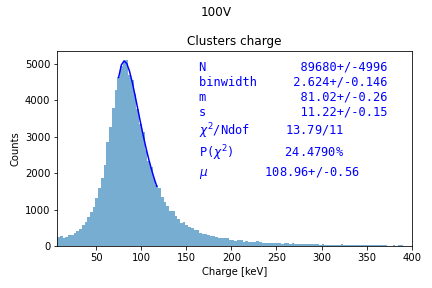 100V
Clusters charge
N 89680+/-4996
binwidth 2.624+/-0.146
m 81.02+/-0.26
s 11.22+/-0.15
χ²/Ndof 13.79/11
P(χ²) 24.4790%
μ 108.96+/-0.56
Counts
5000
4000
3000
2000
1000
0
50 100 150 200 250 300 350 400
Charge [keV]